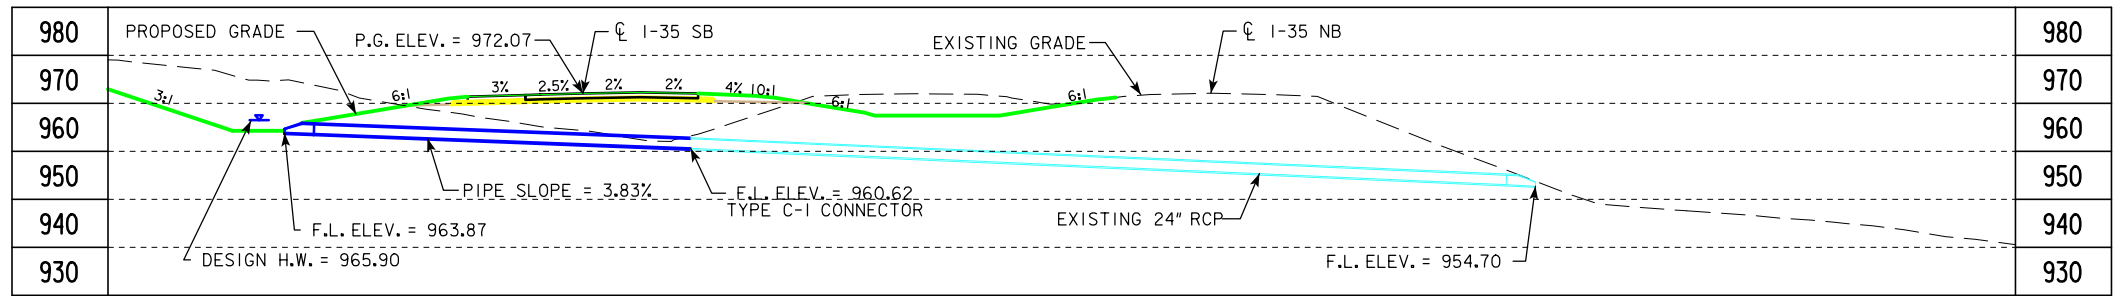 980 980
PROPOSED GRADE
P.G. ELEV. = 972.07
℄ I-35 SB
EXISTING GRADE
℄ I-35 NB
970 970
3:1
6:1
3%
2.5%
2%
2%
4%
10:1
6:1
6:1
960 960
950 950
PIPE SLOPE = 3.83%
F.L. ELEV. = 960.62
TYPE C-1 CONNECTOR
EXISTING 24" RCP
940 940
F.L. ELEV. = 963.87
DESIGN H.W. = 965.90
F.L. ELEV. = 954.70
930 930